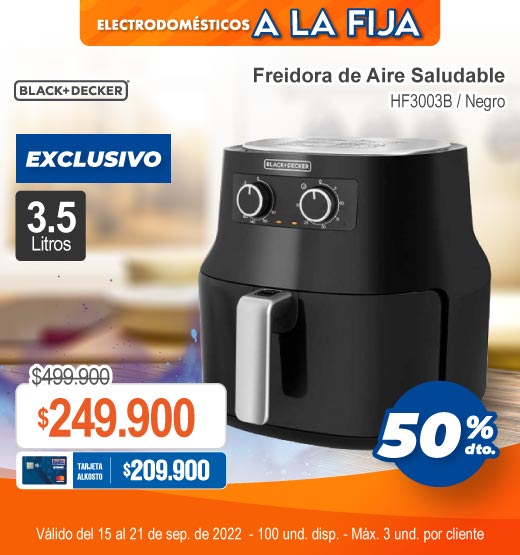 ELECTRODOMÉSTICOS A LA FIJA
Freidora de Aire Saludable
HF3003B / Negro
BLACK+DECKER
EXCLUSIVO
3.5
Litros
BLACK+DECKER
$499.900
$249.900
TARJETA
ALKOSTO
$209.900
50%
dto.
Válido del 15 al 21 de sep. de 2022 - 100 und. disp. - Máx. 3 und. por cliente